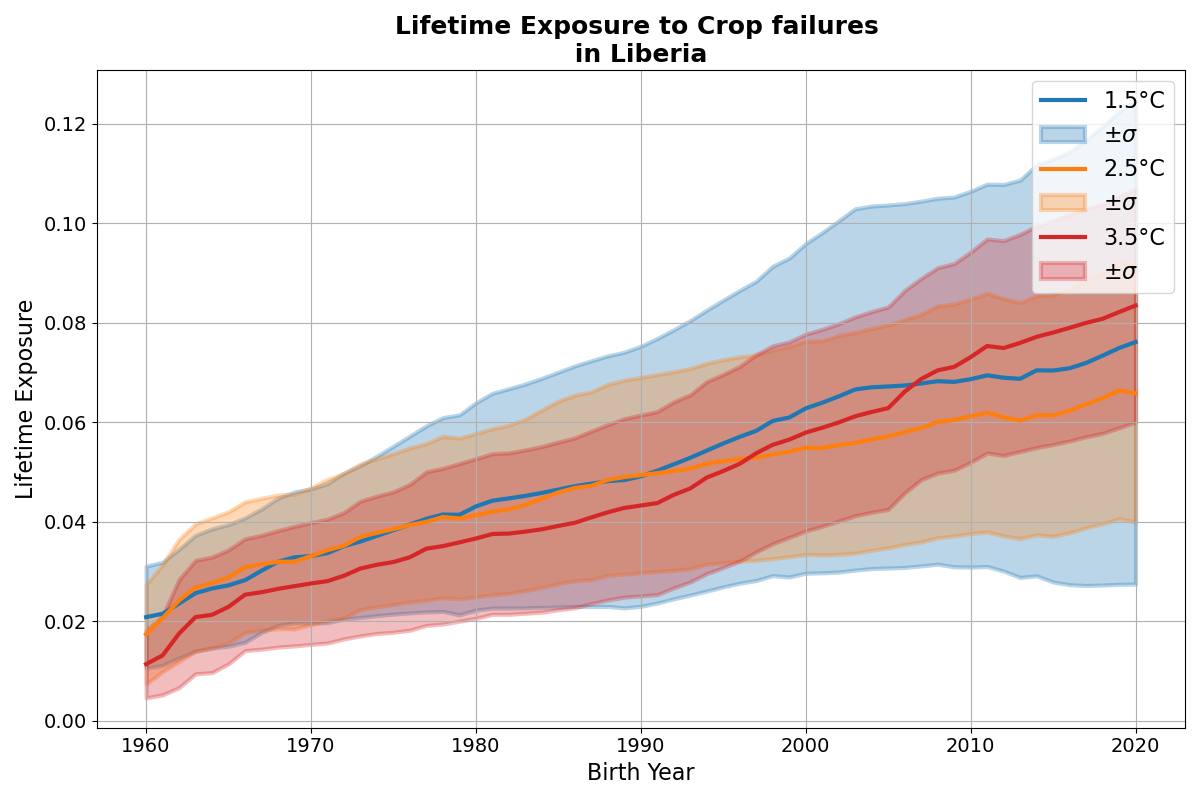 Lifetime Exposure to Crop failures
in Liberia
1.5°C
±σ
2.5°C
±σ
3.5°C
±σ
Lifetime Exposure
0.12
0.10
0.08
0.06
0.04
0.02
0.00
1960 1970 1980 1990 2000 2010 2020
Birth Year